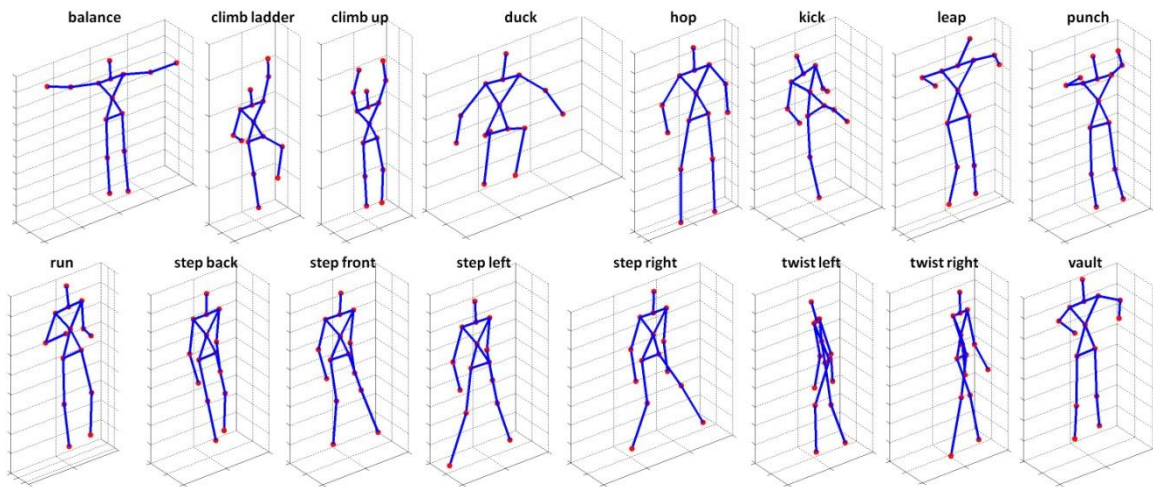 balance climb ladder climb up duck hop kick leap punch
run step back step front step left step right twist left twist right vault